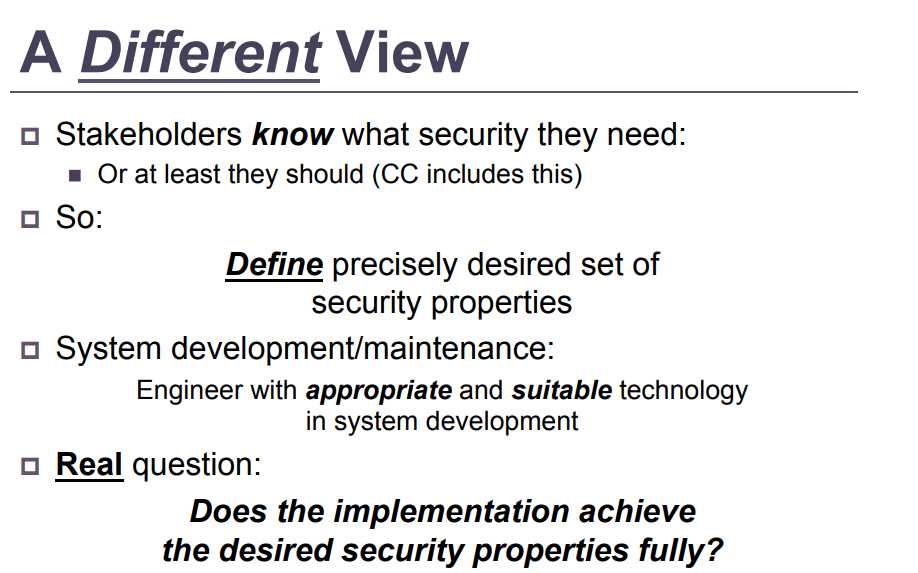 A Different View
Stakeholders know what security they need:
Or at least they should (CC includes this)
So:
Define precisely desired set of
security properties
System development/maintenance:
Engineer with appropriate and suitable technology
in system development
Real question:
Does the implementation achieve
the desired security properties fully?